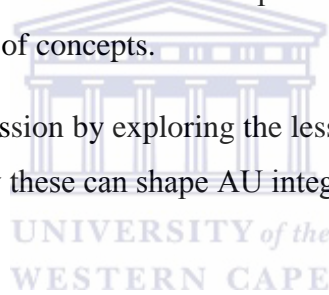 of concepts.
ssion by exploring the less
these can shape AU integ
UNIVERSITY of the
WESTERN CAPE